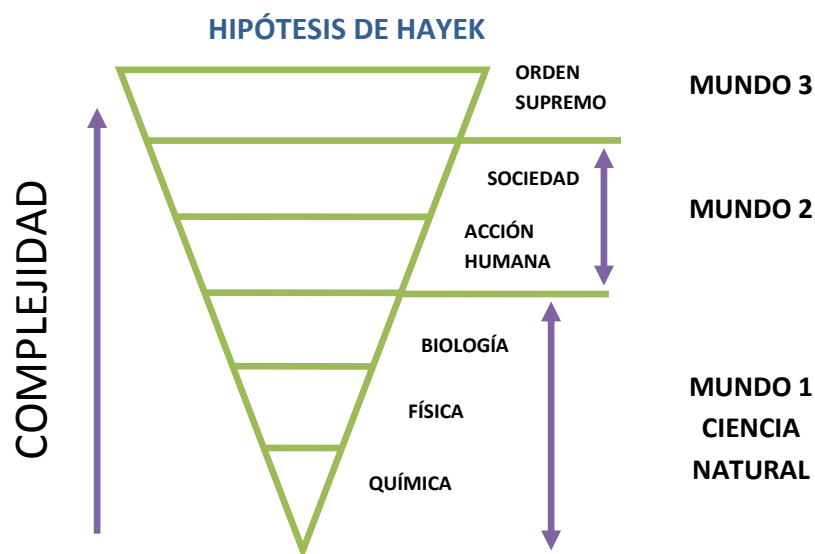 HIPÓTESIS DE HAYEK
ORDEN
SUPREMO
MUNDO 3
SOCIEDAD
MUNDO 2
ACCIÓN
HUMANA
COMPLEJIDAD
BIOLOGÍA
MUNDO 1
CIENCIA
NATURAL
FÍSICA
QUÍMICA